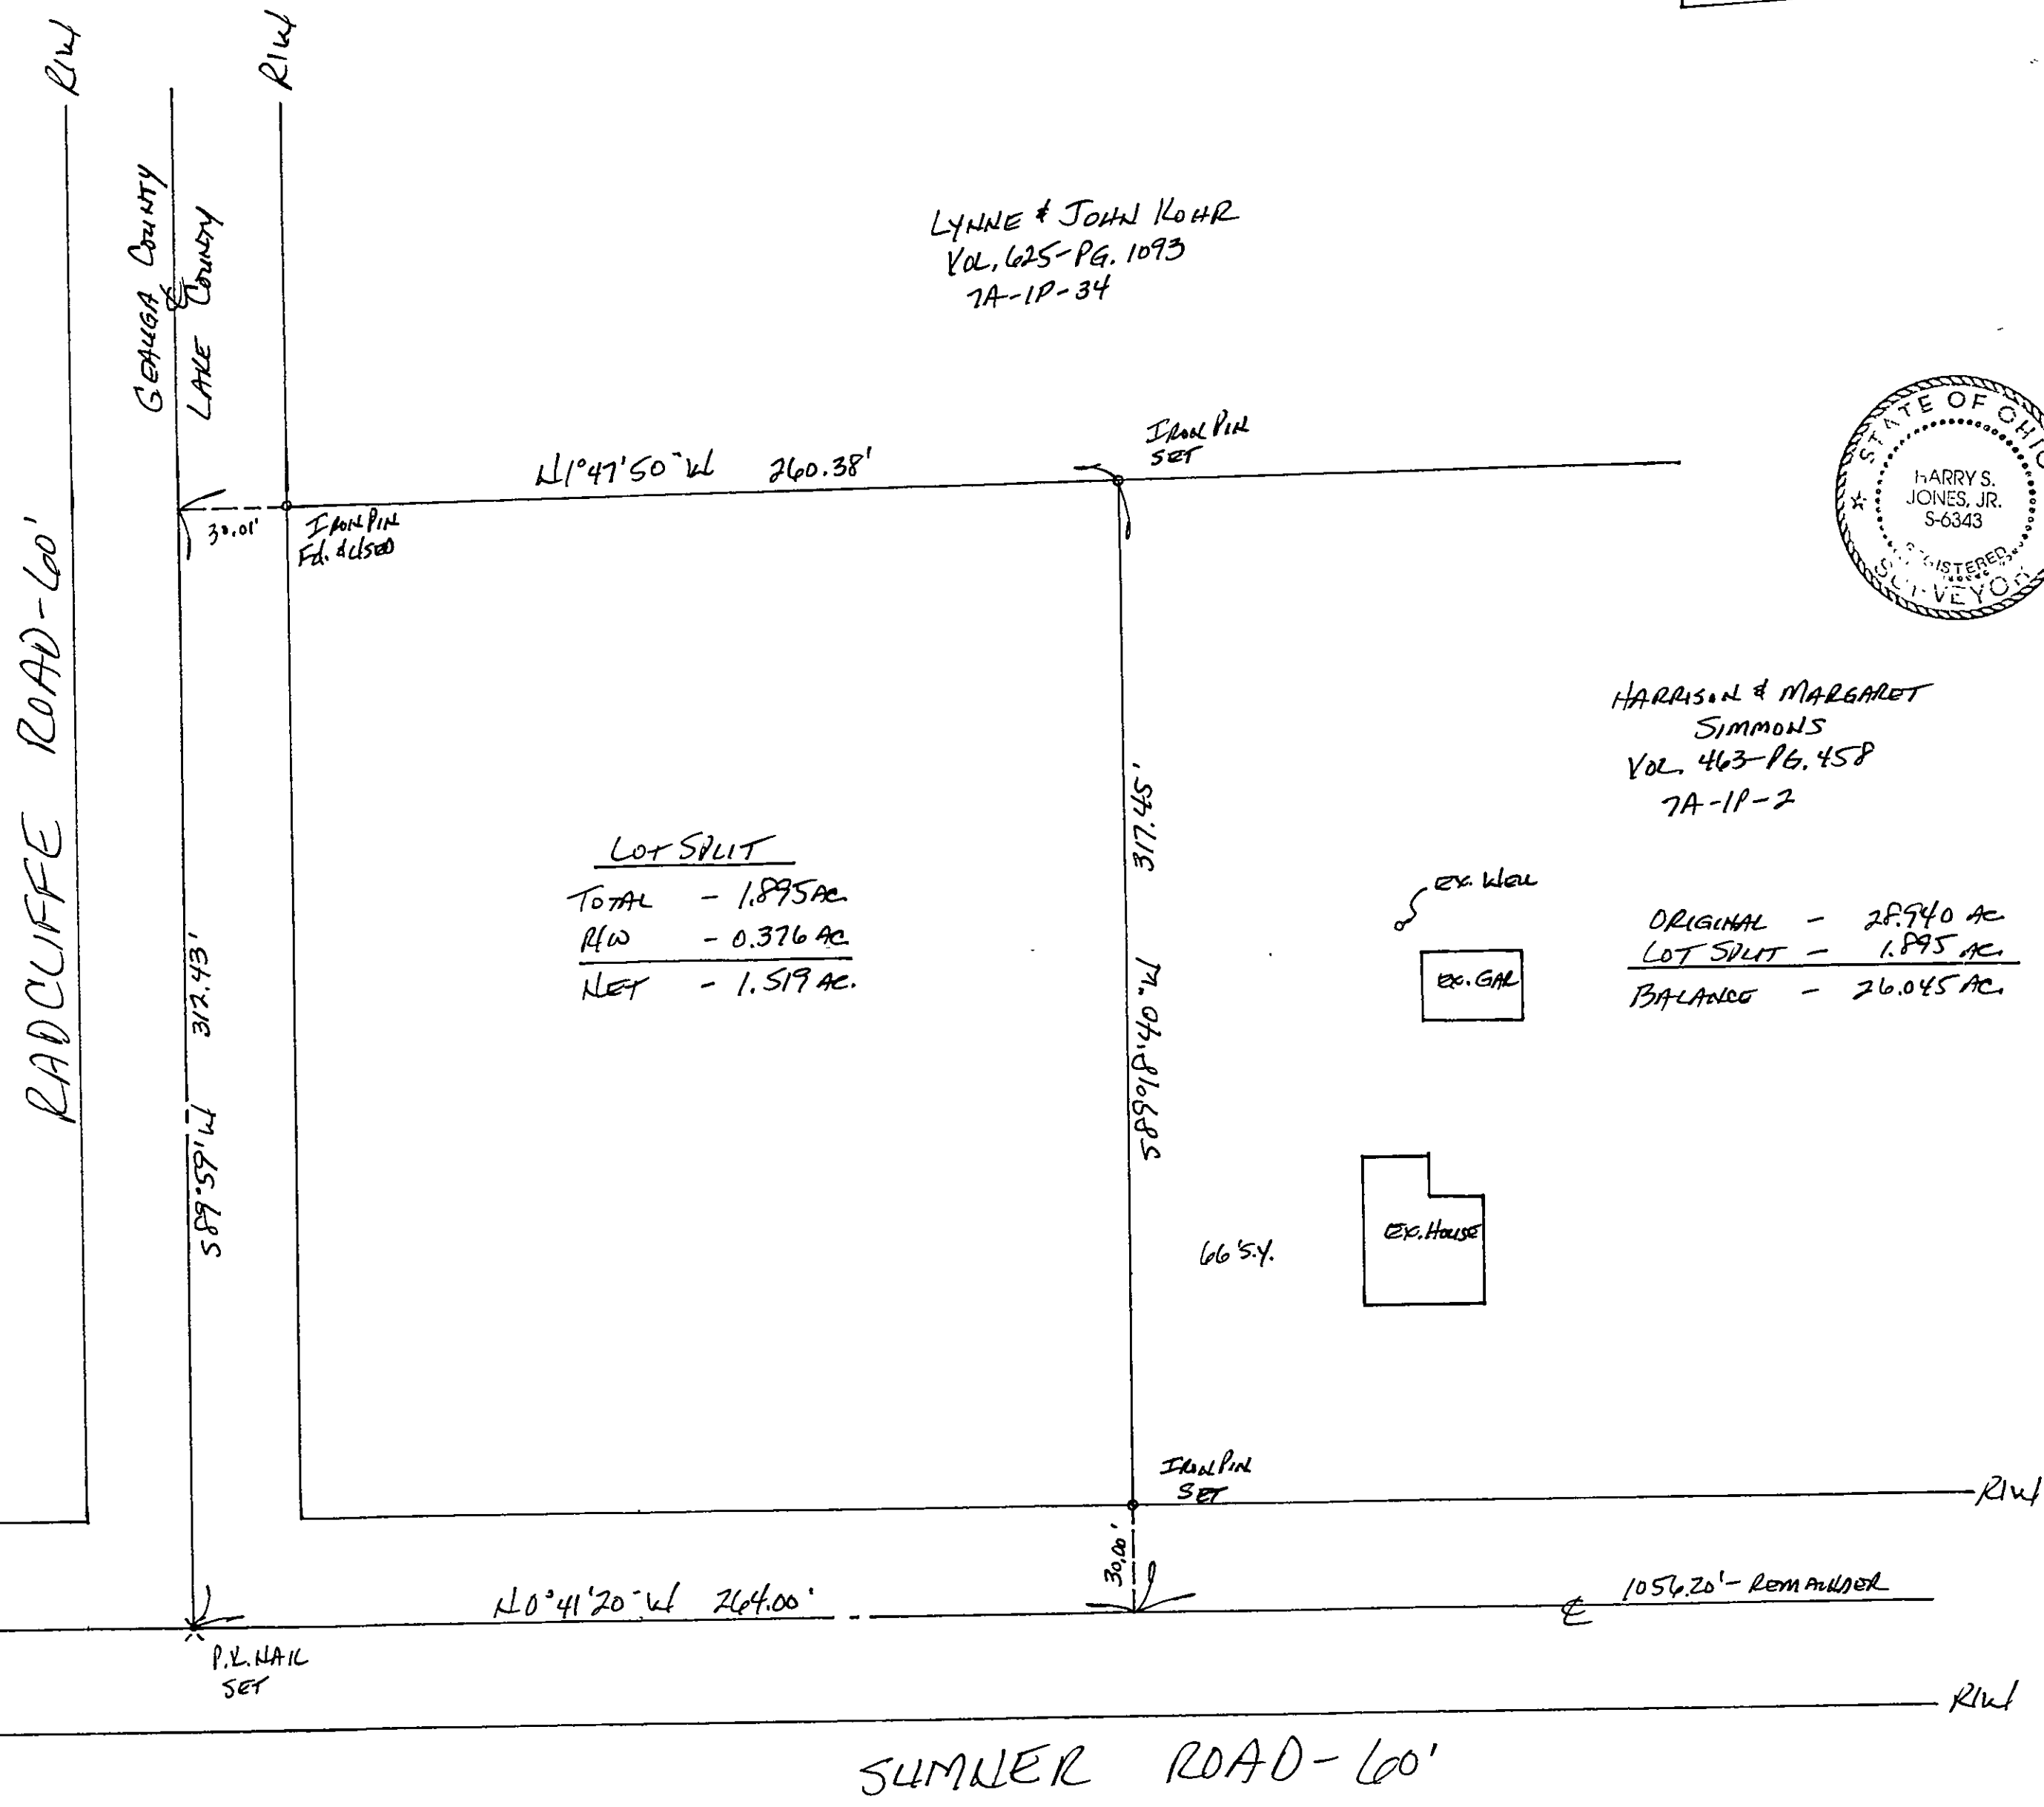 R/W
R/W
GEAUGA COUNTY
&
LAKE COUNTY
LYNNE & JOHN KOHR
VOL. 625-PG. 1093
7A-1P-34
IRON PIN
SET
N1°47'50"W 260.38'
30.01'
IRON PIN
Fd. & USED
STATE OF OHIO
HARRY S.
JONES, JR.
S-6343
REGISTERED
SURVEYOR
RADCLIFFE ROAD-60'
HARRISON & MARGARET
SIMMONS
VOL. 463-PG. 458
7A-1P-2
S89°18'40"W 317.45'
LOT SPLIT
TOTAL - 1.895 AC.
R/W - 0.376 AC.
NET - 1.519 AC.
EX. WELL
EX. GAR
ORIGINAL - 28.940 AC.
LOT SPLIT - 1.895 AC.
BALANCE - 26.045 AC.
S89°59'W 312.43'
EX. HOUSE
66'S.Y.
IRON PIN
SET
R/W
30.00'
N0°41'20"W 264.00'
℄ 1056.20'-REMAINDER
P.K. NAIL
SET
R/W
SUMNER ROAD-60'